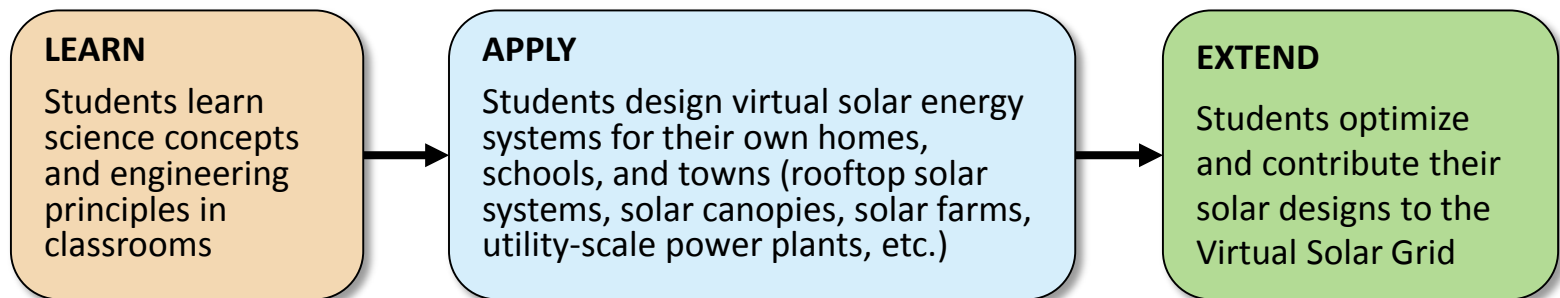 LEARN
Students learn
science concepts
and engineering
principles in
classrooms
APPLY
Students design virtual solar energy
systems for their own homes,
schools, and towns (rooftop solar
systems, solar canopies, solar farms,
utility-scale power plants, etc.)
EXTEND
Students optimize
and contribute their
solar designs to the
Virtual Solar Grid